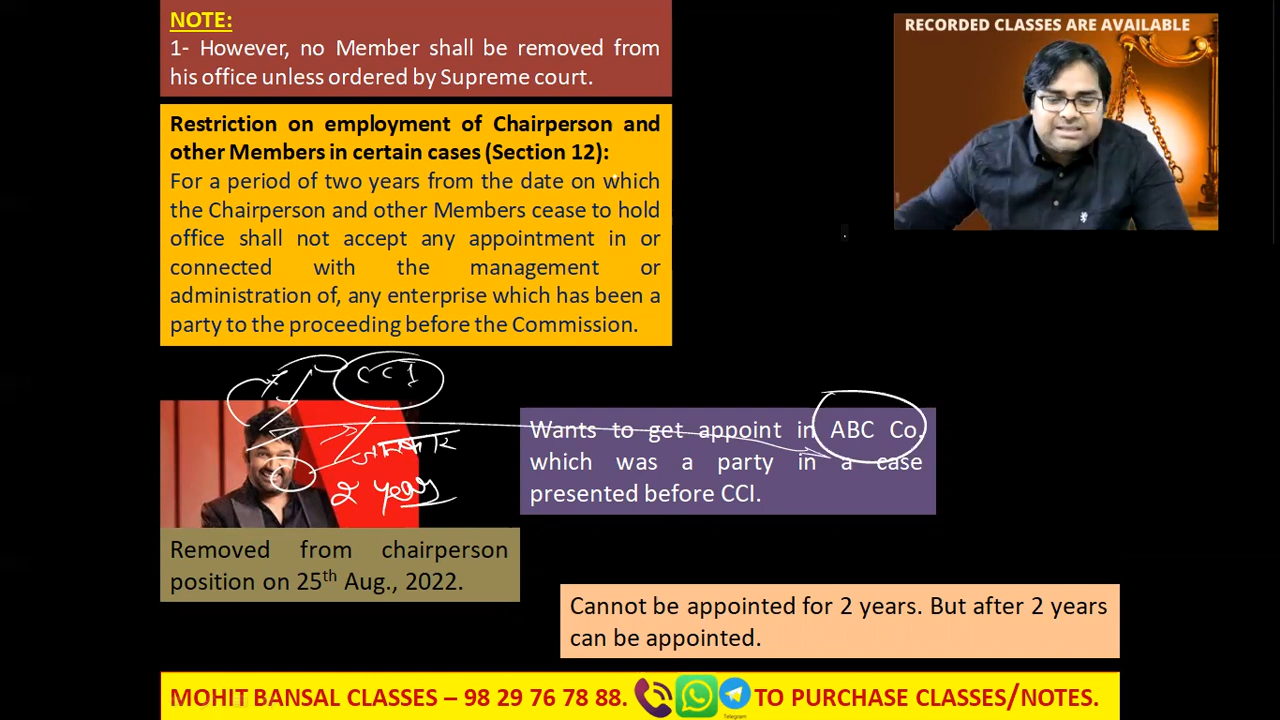 RECORDED CLASSES ARE AVAILABLE
NOTE:
1- However, no Member shall be removed from
his office unless ordered by Supreme court.
Restriction on employment of Chairperson and
other Members in certain cases (Section 12):
For a period of two years from the date on which
the Chairperson and other Members cease to hold
office shall not accept any appointment in or
connected with the management or
administration of, any enterprise which has been a
party to the proceeding before the Commission.
CCI
2 year
Wants to get appoint in ABC Co.
which was a party in a case
presented before CCI.
Removed from chairperson
position on 25th Aug., 2022.
Cannot be appointed for 2 years. But after 2 years
can be appointed.
MOHIT BANSAL CLASSES – 98 29 76 78 88. TO PURCHASE CLASSES/NOTES.
Telegram